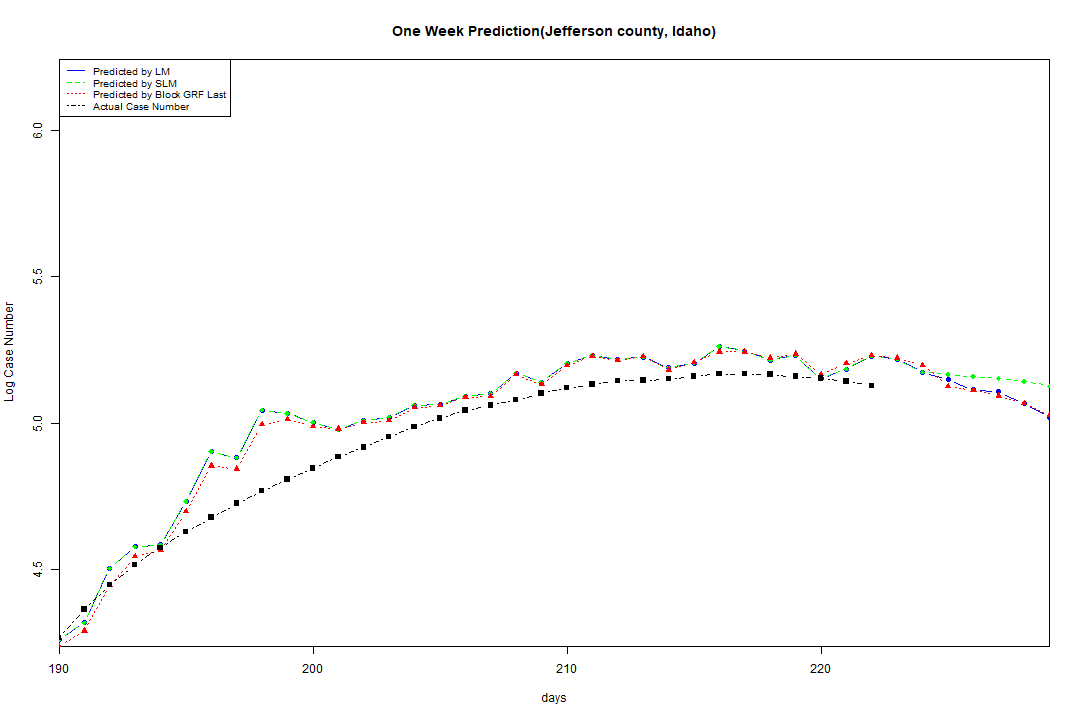 One Week Prediction(Jefferson county, Idaho)
Predicted by LM
Predicted by SLM
Predicted by Block GRF Last
Actual Case Number
6.0
5.5
5.0
4.5
Log Case Number
190 200 210 220
days